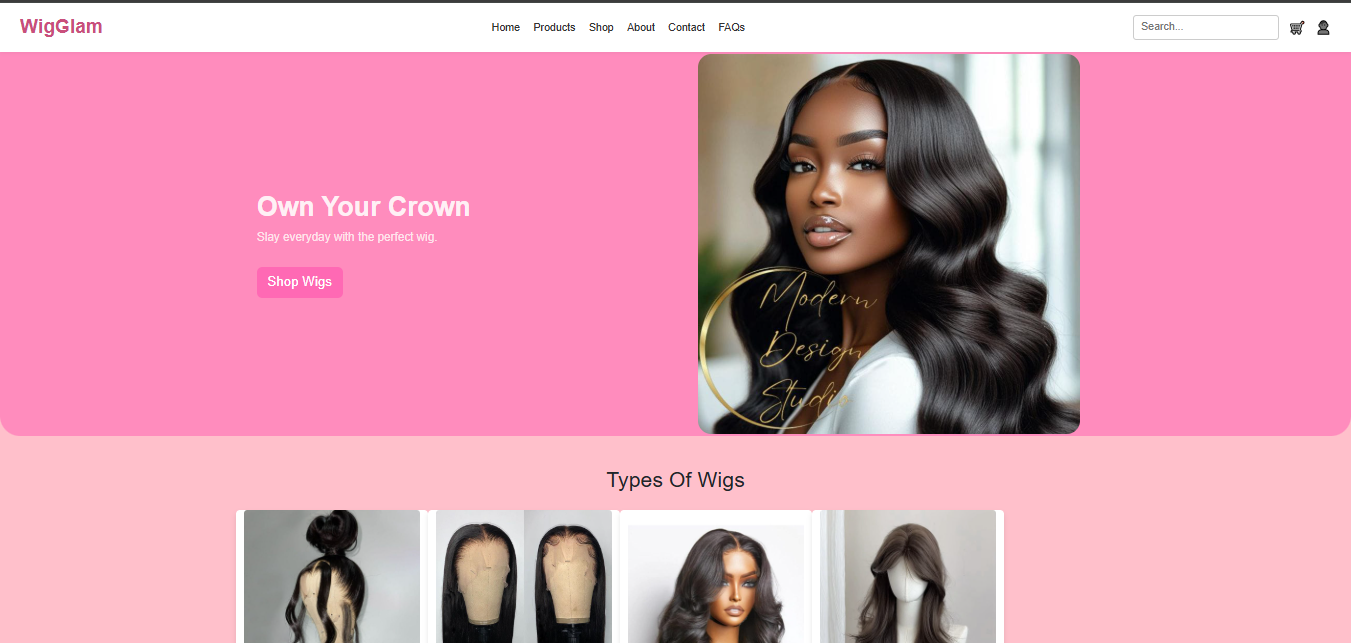 WigGlam
Home Products Shop About Contact FAQs
Search...
Own Your Crown
Slay everyday with the perfect wig.
Shop Wigs
Modern
Design
Studio
Types Of Wigs